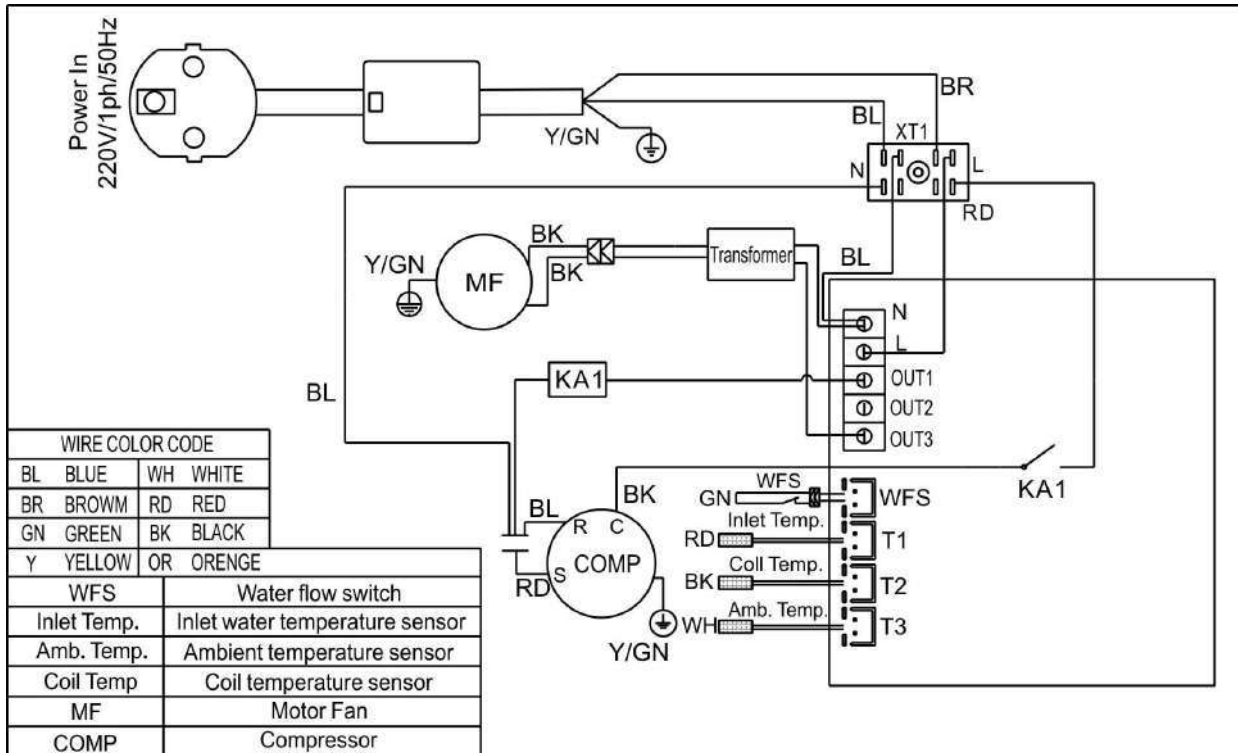 Power In
220V/1ph/50Hz
Y/GN
BR
BL
XT1
N
L
RD
BK
BK
Transformer
Y/GN
MF
BL
N
L
KA1
OUT1
OUT2
OUT3
BL
KA1
BK
BL
R C
COMP
S
RD
Y/GN
WFS
GN
WFS
Inlet Temp.
RD
T1
Coll Temp.
BK
T2
Amb. Temp.
WH
T3
WIRE COLOR CODE
BL BLUE WH WHITE
BR BROWM RD RED
GN GREEN BK BLACK
Y YELLOW OR ORENGE
WFS Water flow switch
Inlet Temp. Inlet water temperature sensor
Amb. Temp. Ambient temperature sensor
Coil Temp Coil temperature sensor
MF Motor Fan
COMP Compressor